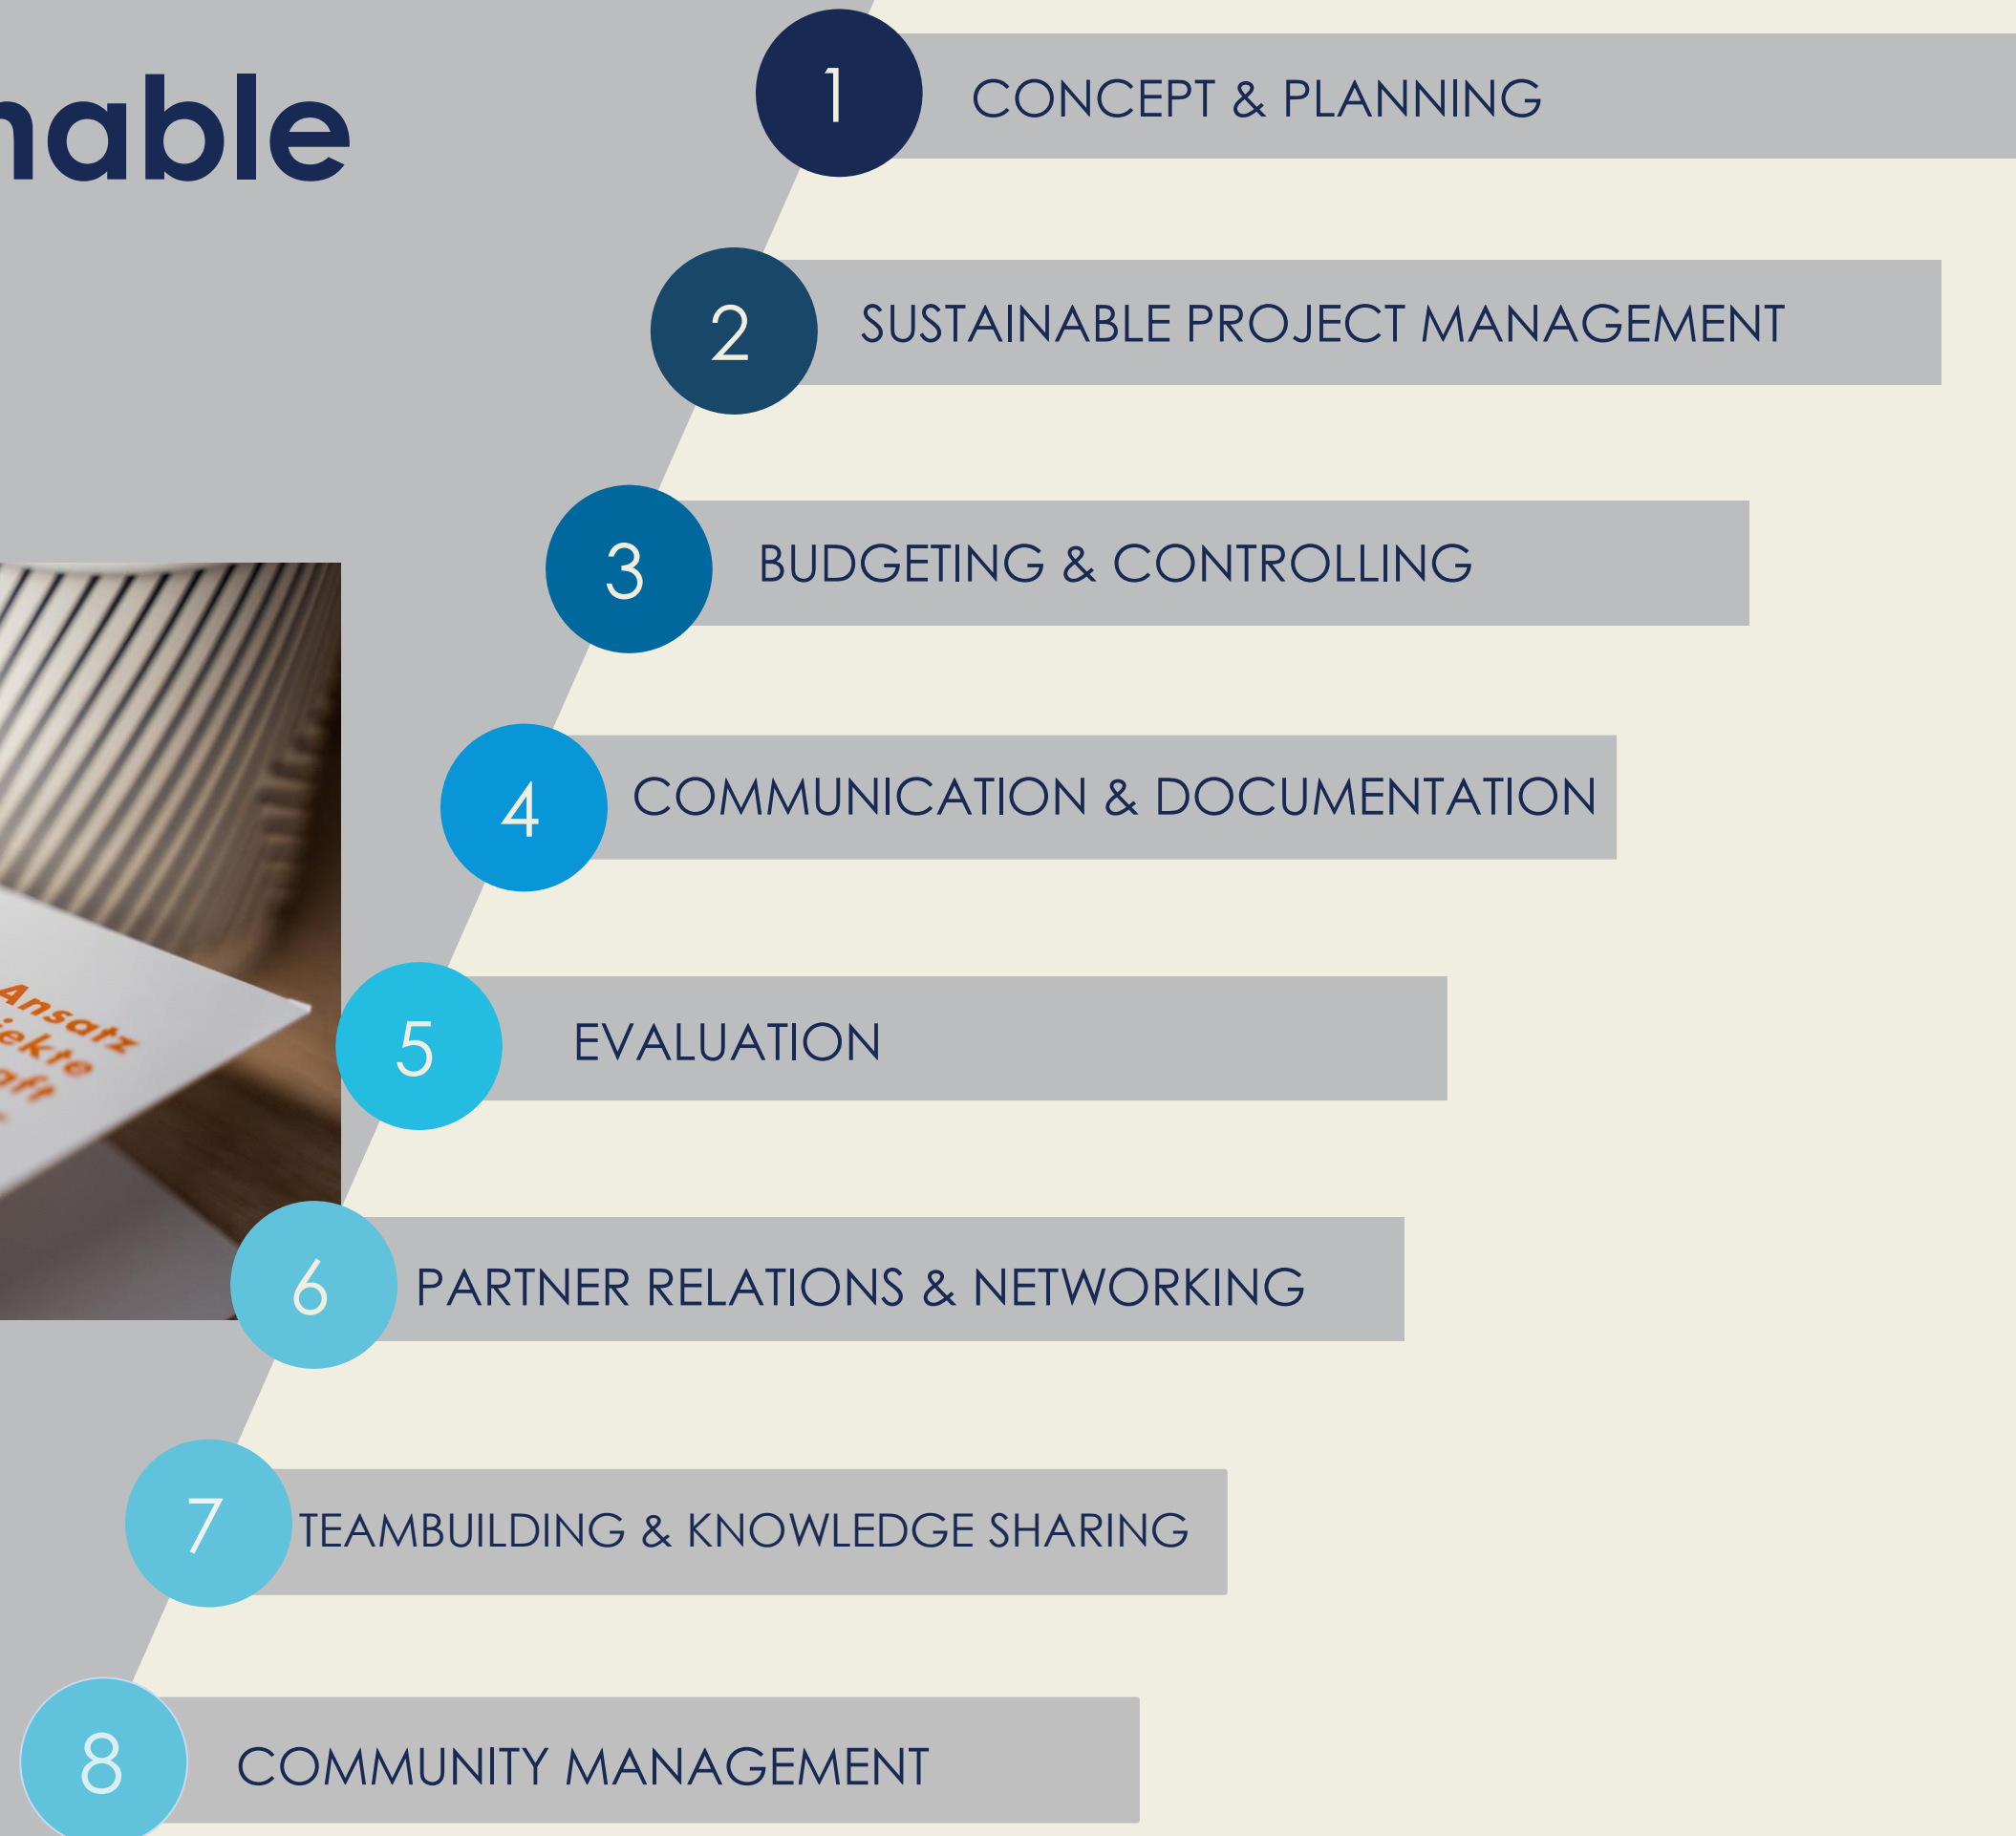 nable
1 CONCEPT & PLANNING
2 SUSTAINABLE PROJECT MANAGEMENT
3 BUDGETING & CONTROLLING
4 COMMUNICATION & DOCUMENTATION
Ansatz
5 EVALUATION
6 PARTNER RELATIONS & NETWORKING
7 TEAMBUILDING & KNOWLEDGE SHARING
8 COMMUNITY MANAGEMENT